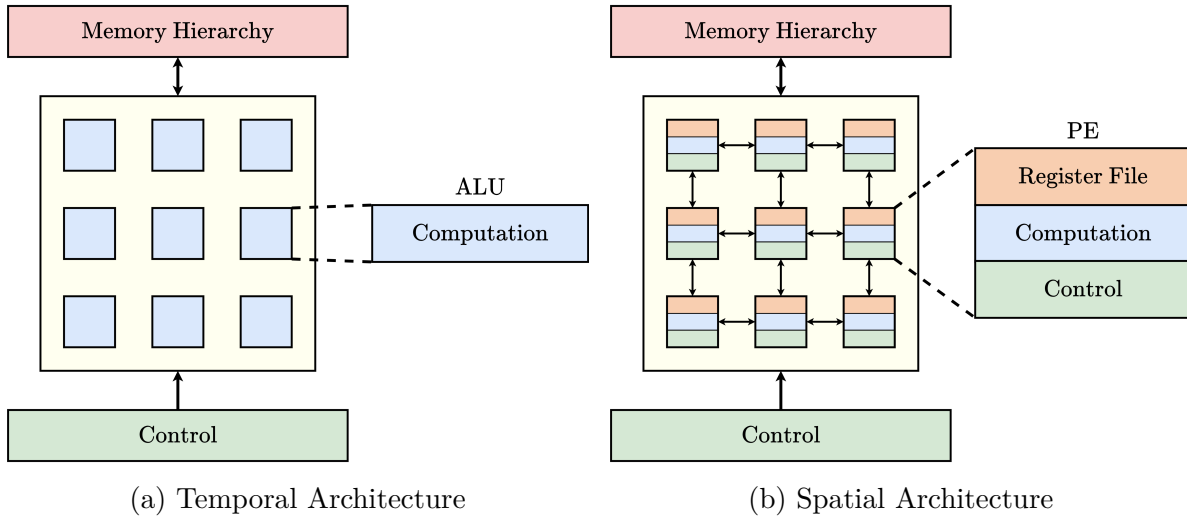 Memory Hierarchy
ALU
Computation
Control
(a) Temporal Architecture
Memory Hierarchy
PE
Register File
Computation
Control
Control
(b) Spatial Architecture